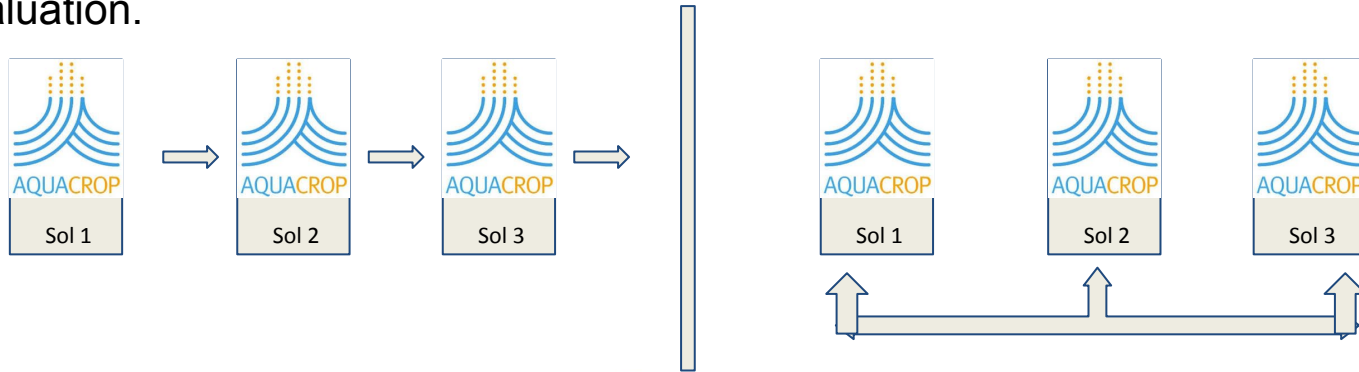 aluation.
AQUACROP AQUACROP AQUACROP AQUACROP AQUACROP AQUACROP
Sol 1 Sol 2 Sol 3 Sol 1 Sol 2 Sol 3